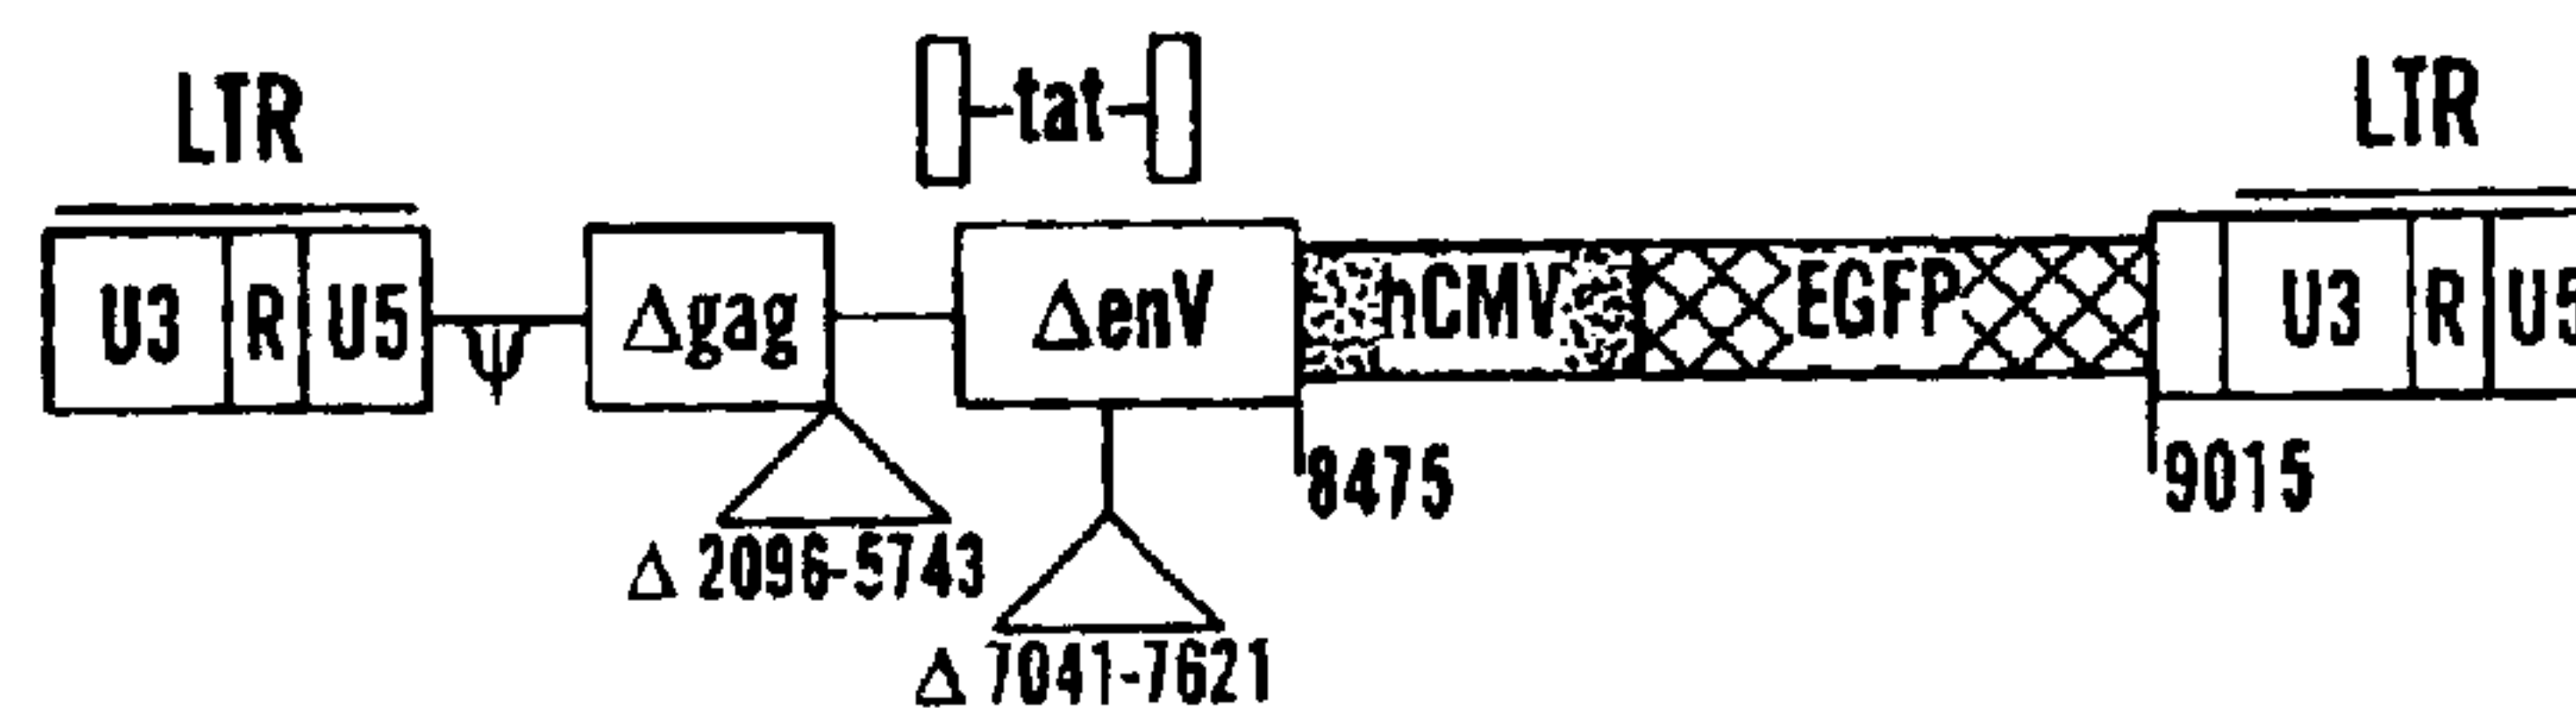 LTR
tat
LTR
U3 R U5
Ψ
Δgag
ΔenV
hCMV
EGFP
U3 R U5
8475
9015
Δ 2096-5743
Δ 7041-7621